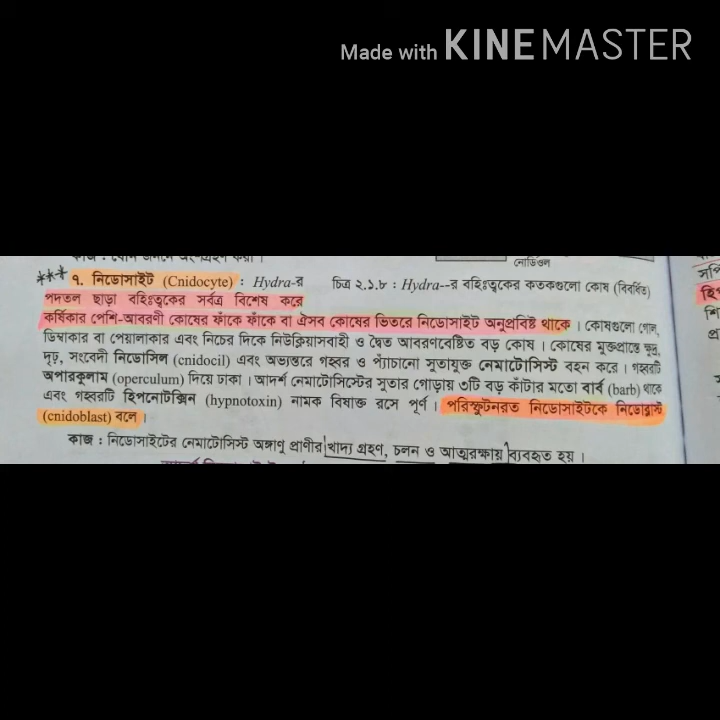 Made with KINEMASTER
নোডিওল
*** ৭. নিডোসাইট (Cnidocyte) : Hydra-র
চিত্র ২.১.৮ : Hydra--র বহিঃত্বকের কতকগুলো কোষ (বিবর্ধিত)
পদতল ছাড়া বহিঃত্বকের সর্বত্র বিশেষ করে
কর্ষিকার পেশি-আবরণী কোষের ফাঁকে ফাঁকে বা ঐসব কোষের ভিতরে নিডোসাইট অনুপ্রবিষ্ট থাকে । কোষগুলো গোল,
ডিম্বাকার বা পেয়ালাকার এবং নিচের দিকে নিউক্লিয়াসবাহী ও দ্বৈত আবরণবেষ্টিত বড় কোষ । কোষের মুক্তপ্রান্তে ক্ষুদ্র,
দৃঢ়, সংবেদী নিডোসিল (cnidocil) এবং অভ্যন্তরে গহ্বর ও প্যাঁচানো সুতাযুক্ত নেমাটোসিস্ট বহন করে । গহ্বরটি
অপারকুলাম (operculum) দিয়ে ঢাকা । আদর্শ নেমাটোসিস্টের সুতার গোড়ায় ৩টি বড় কাঁটার মতো বার্ব (barb) থাকে
এবং গহ্বরটি হিপনোটক্সিন (hypnotoxin) নামক বিষাক্ত রসে পূর্ণ । পরিস্ফুটনরত নিডোসাইটকে নিডোব্লাস্ট
(cnidoblast) বলে ।
কাজ : নিডোসাইটের নেমাটোসিস্ট অঙ্গাণু প্রাণীর খাদ্য গ্রহণ, চলন ও আত্মরক্ষায় ব্যবহৃত হয় ।